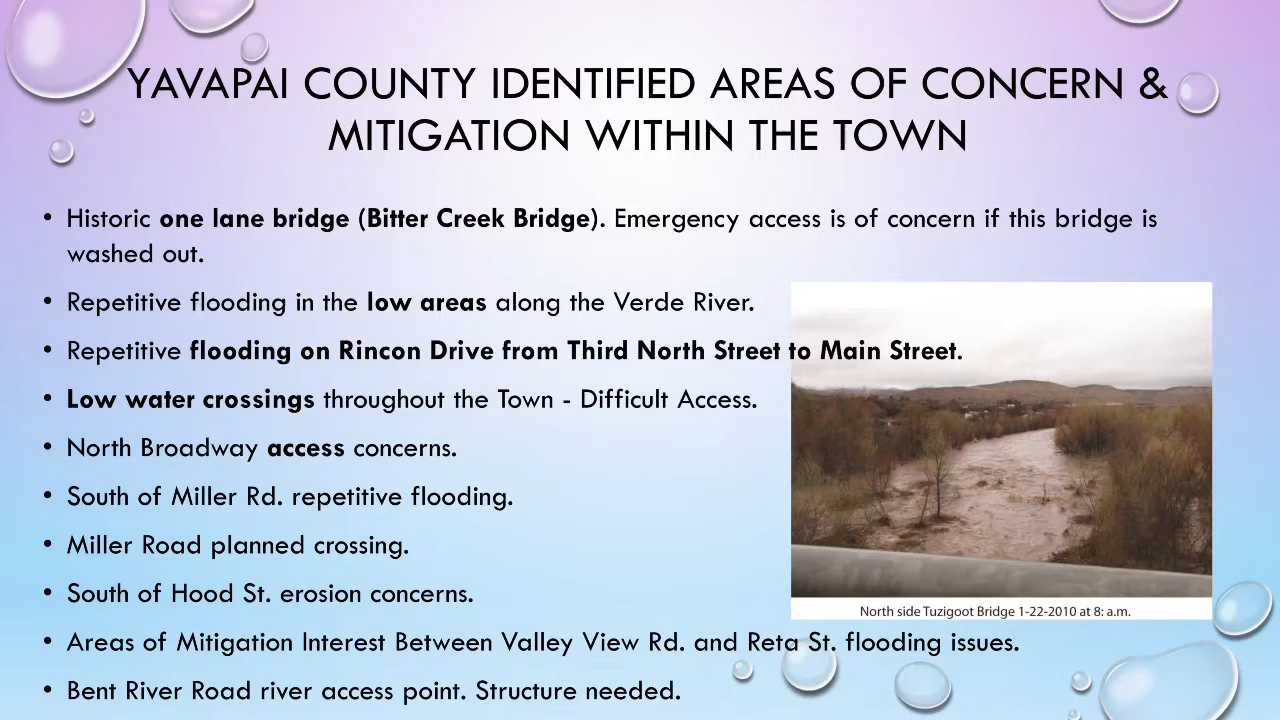 YAVAPAI COUNTY IDENTIFIED AREAS OF CONCERN &
MITIGATION WITHIN THE TOWN
• Historic one lane bridge (Bitter Creek Bridge). Emergency access is of concern if this bridge is
washed out.
• Repetitive flooding in the low areas along the Verde River.
• Repetitive flooding on Rincon Drive from Third North Street to Main Street.
• Low water crossings throughout the Town - Difficult Access.
• North Broadway access concerns.
• South of Miller Rd. repetitive flooding.
• Miller Road planned crossing.
• South of Hood St. erosion concerns.
North side Tuzigoot Bridge 1-22-2010 at 8: a.m.
• Areas of Mitigation Interest Between Valley View Rd. and Reta St. flooding issues.
• Bent River Road river access point. Structure needed.